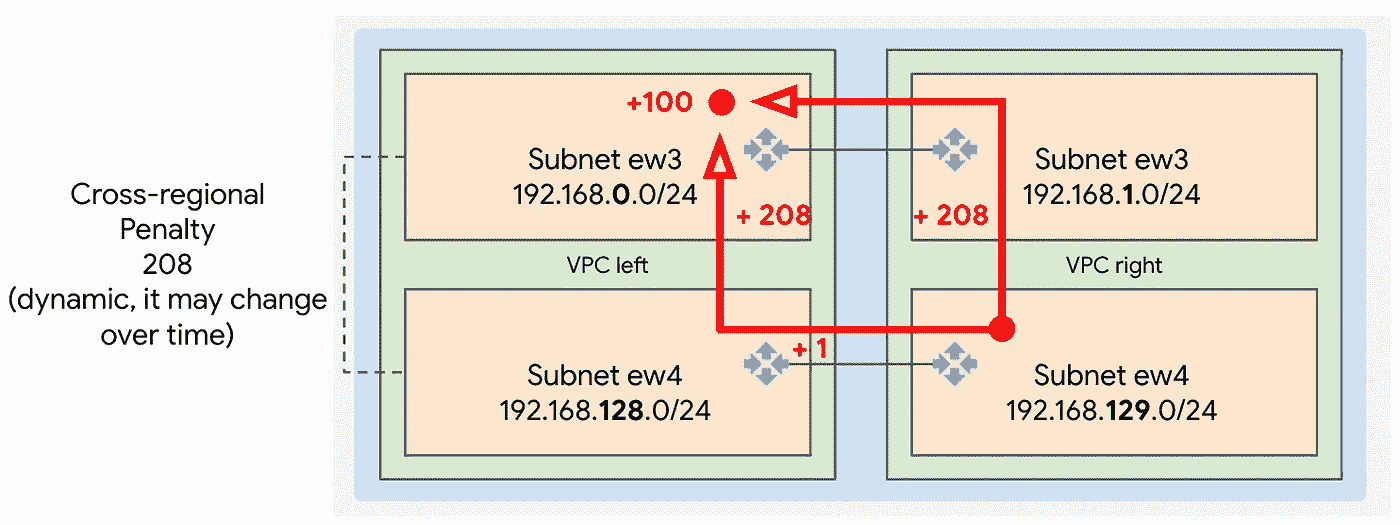 Cross-regional
Penalty
208
(dynamic, it may change
over time)
+100
Subnet ew3
192.168.0.0/24
+ 208
VPC left
Subnet ew4
192.168.128.0/24
+ 1
Subnet ew3
192.168.1.0/24
+ 208
VPC right
Subnet ew4
192.168.129.0/24